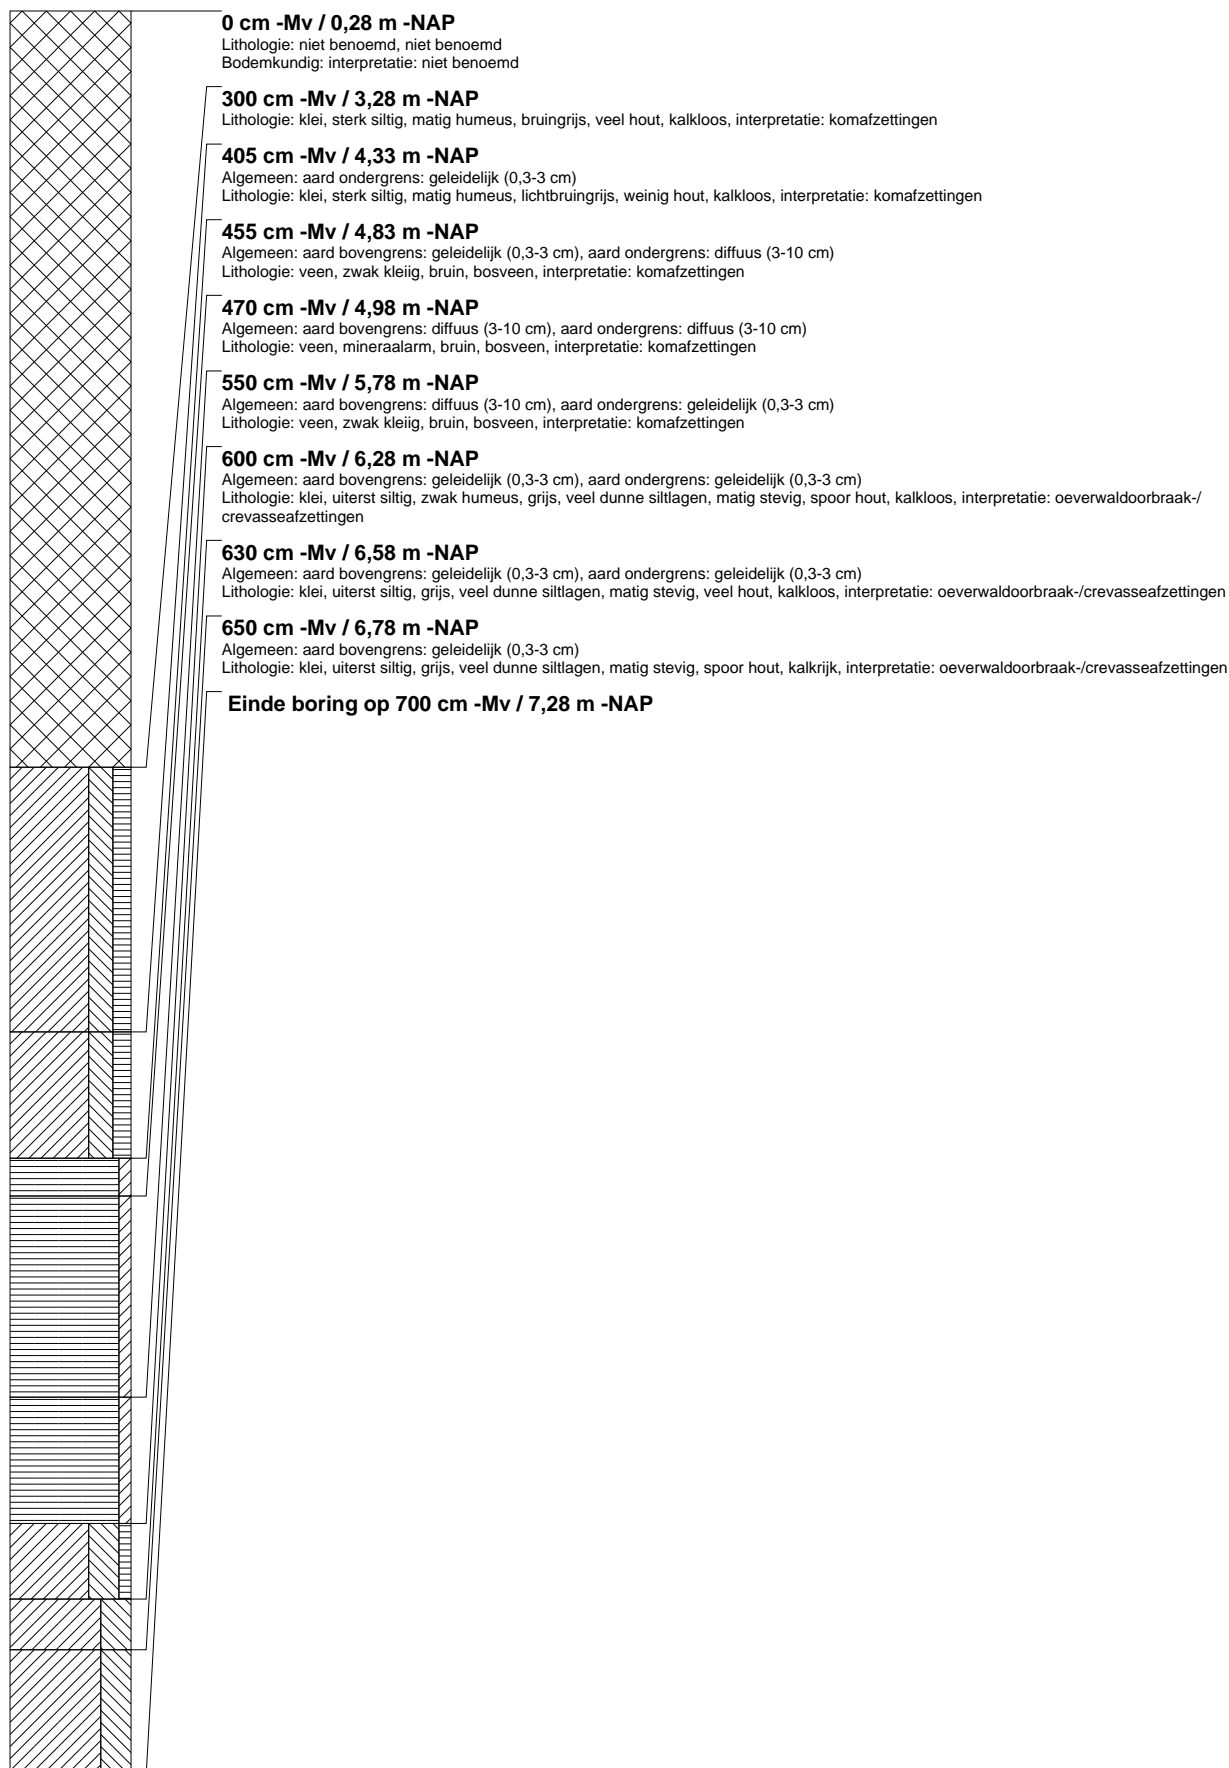 0 cm -Mv / 0,28 m -NAP
Lithologie: niet benoemd, niet benoemd
Bodemkundig: interpretatie: niet benoemd
300 cm -Mv / 3,28 m -NAP
Lithologie: klei, sterk siltig, matig humeus, bruingrijs, veel hout, kalkloos, interpretatie: komafzettingen
405 cm -Mv / 4,33 m -NAP
Algemeen: aard ondergrens: geleidelijk (0,3-3 cm)
Lithologie: klei, sterk siltig, matig humeus, lichtbruingrijs, weinig hout, kalkloos, interpretatie: komafzettingen
455 cm -Mv / 4,83 m -NAP
Algemeen: aard bovengrens: geleidelijk (0,3-3 cm), aard ondergrens: diffuus (3-10 cm)
Lithologie: veen, zwak kleiig, bruin, bosveen, interpretatie: komafzettingen
470 cm -Mv / 4,98 m -NAP
Algemeen: aard bovengrens: diffuus (3-10 cm), aard ondergrens: diffuus (3-10 cm)
Lithologie: veen, mineraalarm, bruin, bosveen, interpretatie: komafzettingen
550 cm -Mv / 5,78 m -NAP
Algemeen: aard bovengrens: diffuus (3-10 cm), aard ondergrens: geleidelijk (0,3-3 cm)
Lithologie: veen, zwak kleiig, bruin, bosveen, interpretatie: komafzettingen
600 cm -Mv / 6,28 m -NAP
Algemeen: aard bovengrens: geleidelijk (0,3-3 cm), aard ondergrens: geleidelijk (0,3-3 cm)
Lithologie: klei, uiterst siltig, zwak humeus, grijs, veel dunne siltlagen, matig stevig, spoor hout, kalkloos, interpretatie: oeverwaldoorbraak-/
crevasseafzettingen
630 cm -Mv / 6,58 m -NAP
Algemeen: aard bovengrens: geleidelijk (0,3-3 cm), aard ondergrens: geleidelijk (0,3-3 cm)
Lithologie: klei, uiterst siltig, grijs, veel dunne siltlagen, matig stevig, veel hout, kalkloos, interpretatie: oeverwaldoorbraak-/crevasseafzettingen
650 cm -Mv / 6,78 m -NAP
Algemeen: aard bovengrens: geleidelijk (0,3-3 cm)
Lithologie: klei, uiterst siltig, grijs, veel dunne siltlagen, matig stevig, spoor hout, kalkrijk, interpretatie: oeverwaldoorbraak-/crevasseafzettingen
Einde boring op 700 cm -Mv / 7,28 m -NAP